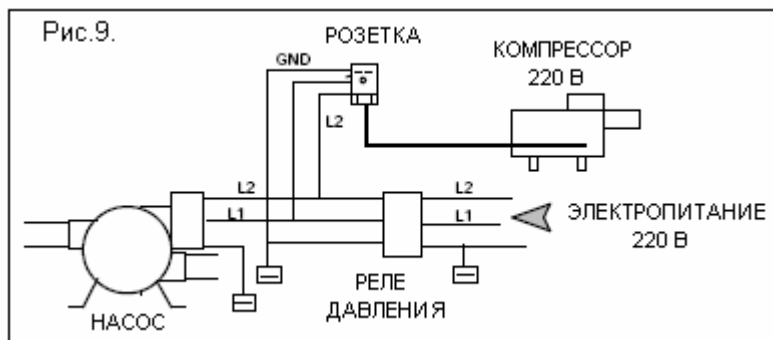 Рис.9.
РОЗЕТКА
КОМПРЕССОР
220 В
GND
L2
L2
L1
L2
L1
ЭЛЕКТРОПИТАНИЕ
220 В
НАСОС
РЕЛЕ
ДАВЛЕНИЯ